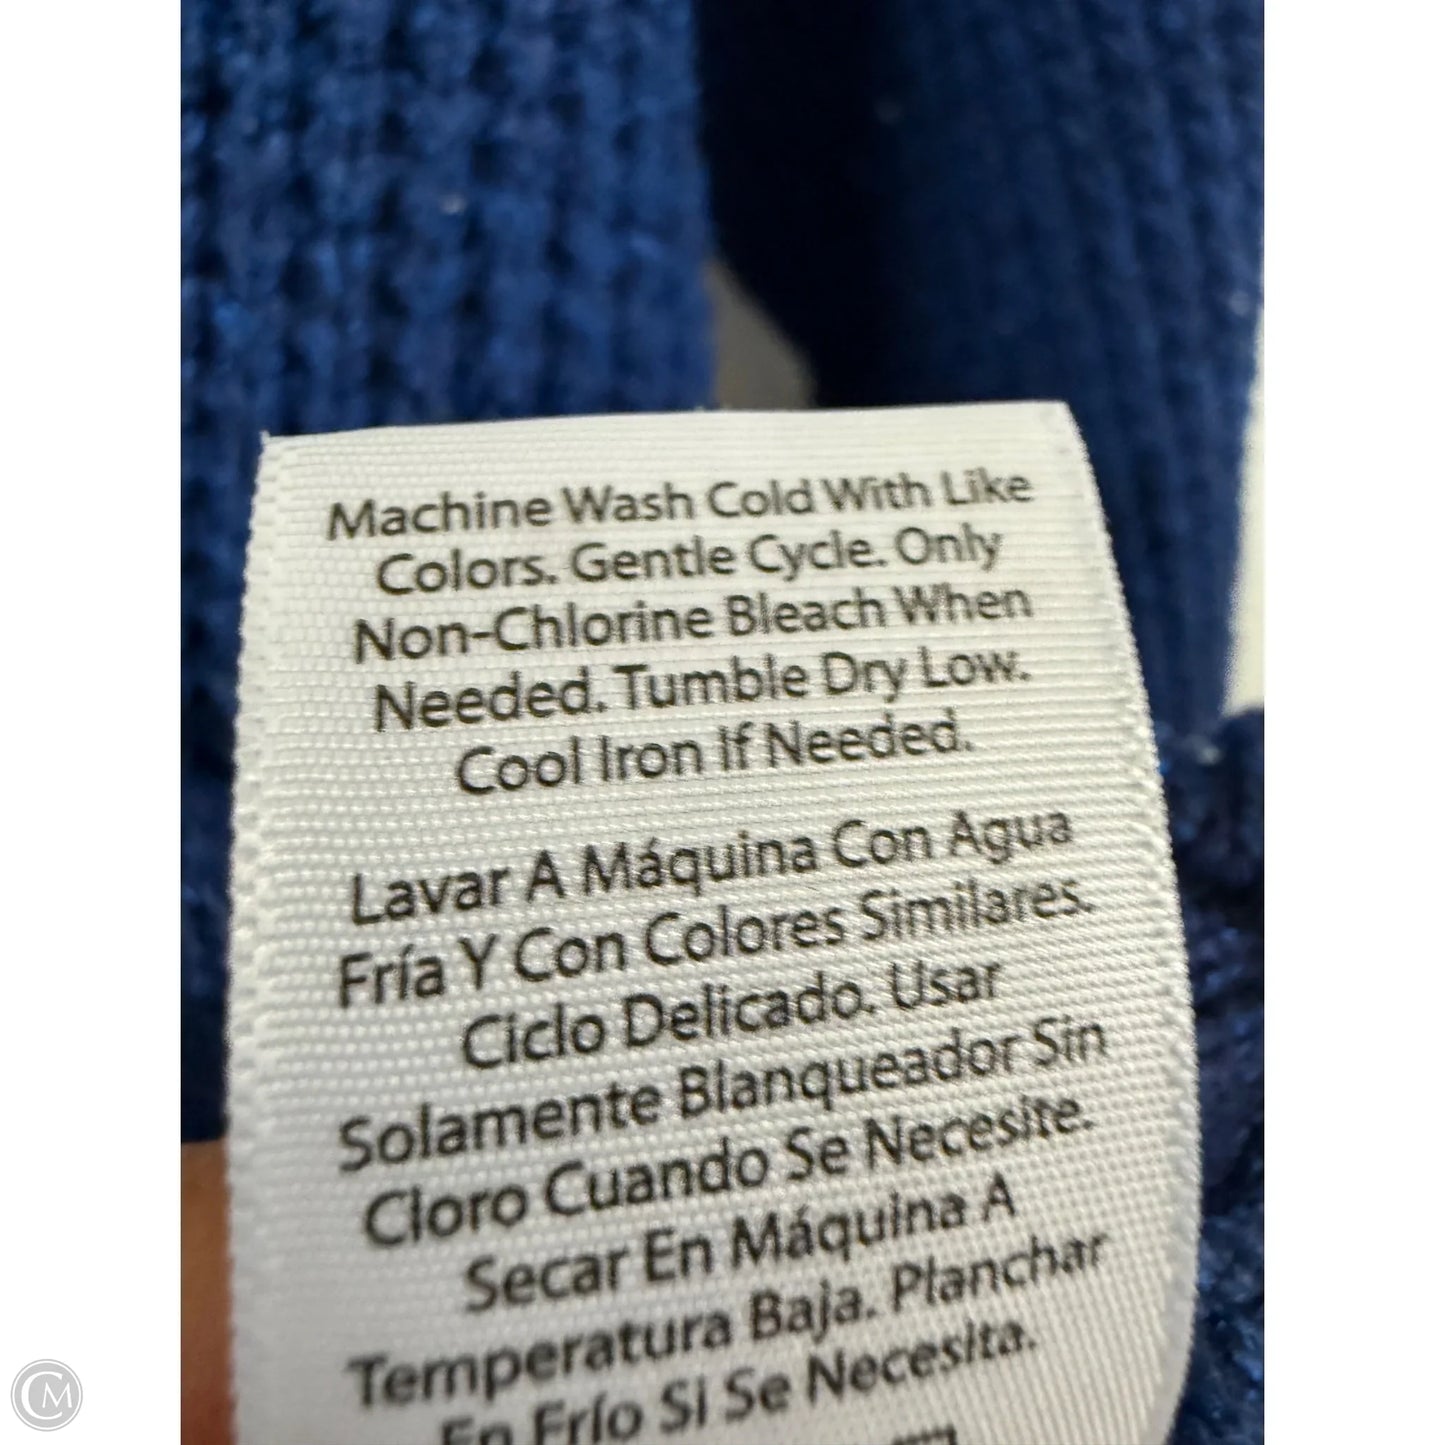 Machine Wash Cold With Like
Colors. Gentle Cycle. Only
Non-Chlorine Bleach When
Needed. Tumble Dry Low.
Cool Iron If Needed.
Lavar A Máquina Con Agua
Fría Y Con Colores Similares.
Ciclo Delicado. Usar
Solamente Blanqueador Sin
Cloro Cuando Se Necesite.
Secar En Máquina A
Temperatura Baja. Planchar
En Frío Si Se Necesita.
CM